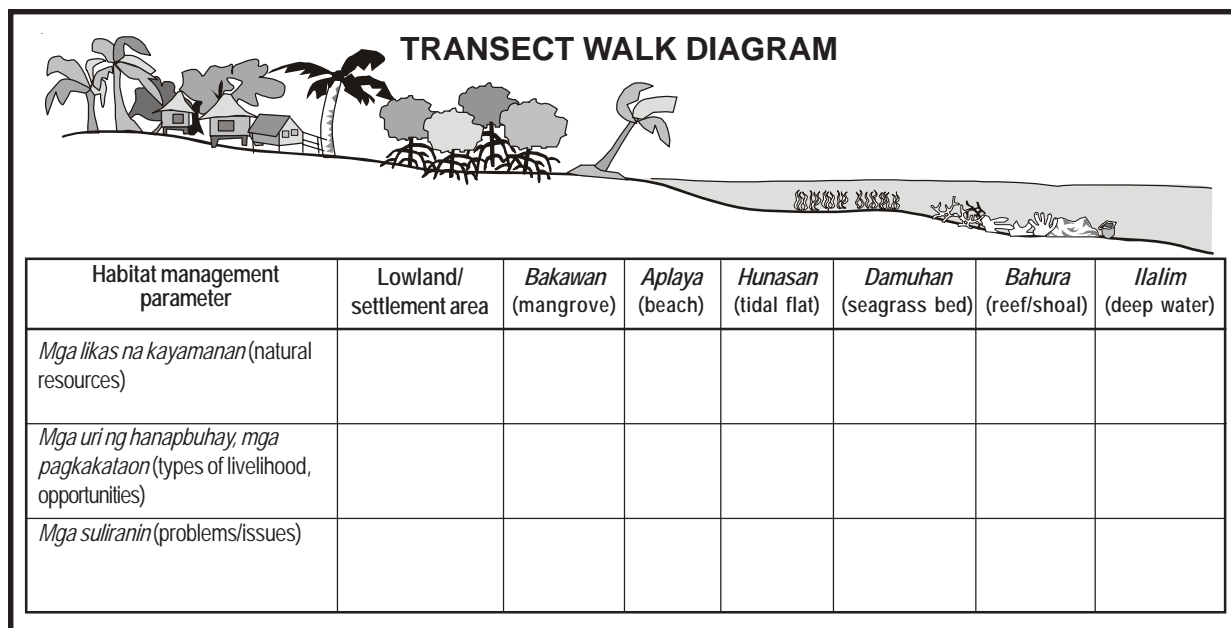 TRANSECT WALK DIAGRAM
Habitat management
parameter
Lowland/
settlement area
Bakawan
(mangrove)
Aplaya
(beach)
Hunasan
(tidal flat)
Damuhan
(seagrass bed)
Bahura
(reef/shoal)
Ilalim
(deep water)
Mga likas na kayamanan (natural
resources)
Mga uri ng hanapbuhay, mga
pagkakataon (types of livelihood,
opportunities)
Mga suliranin (problems/issues)